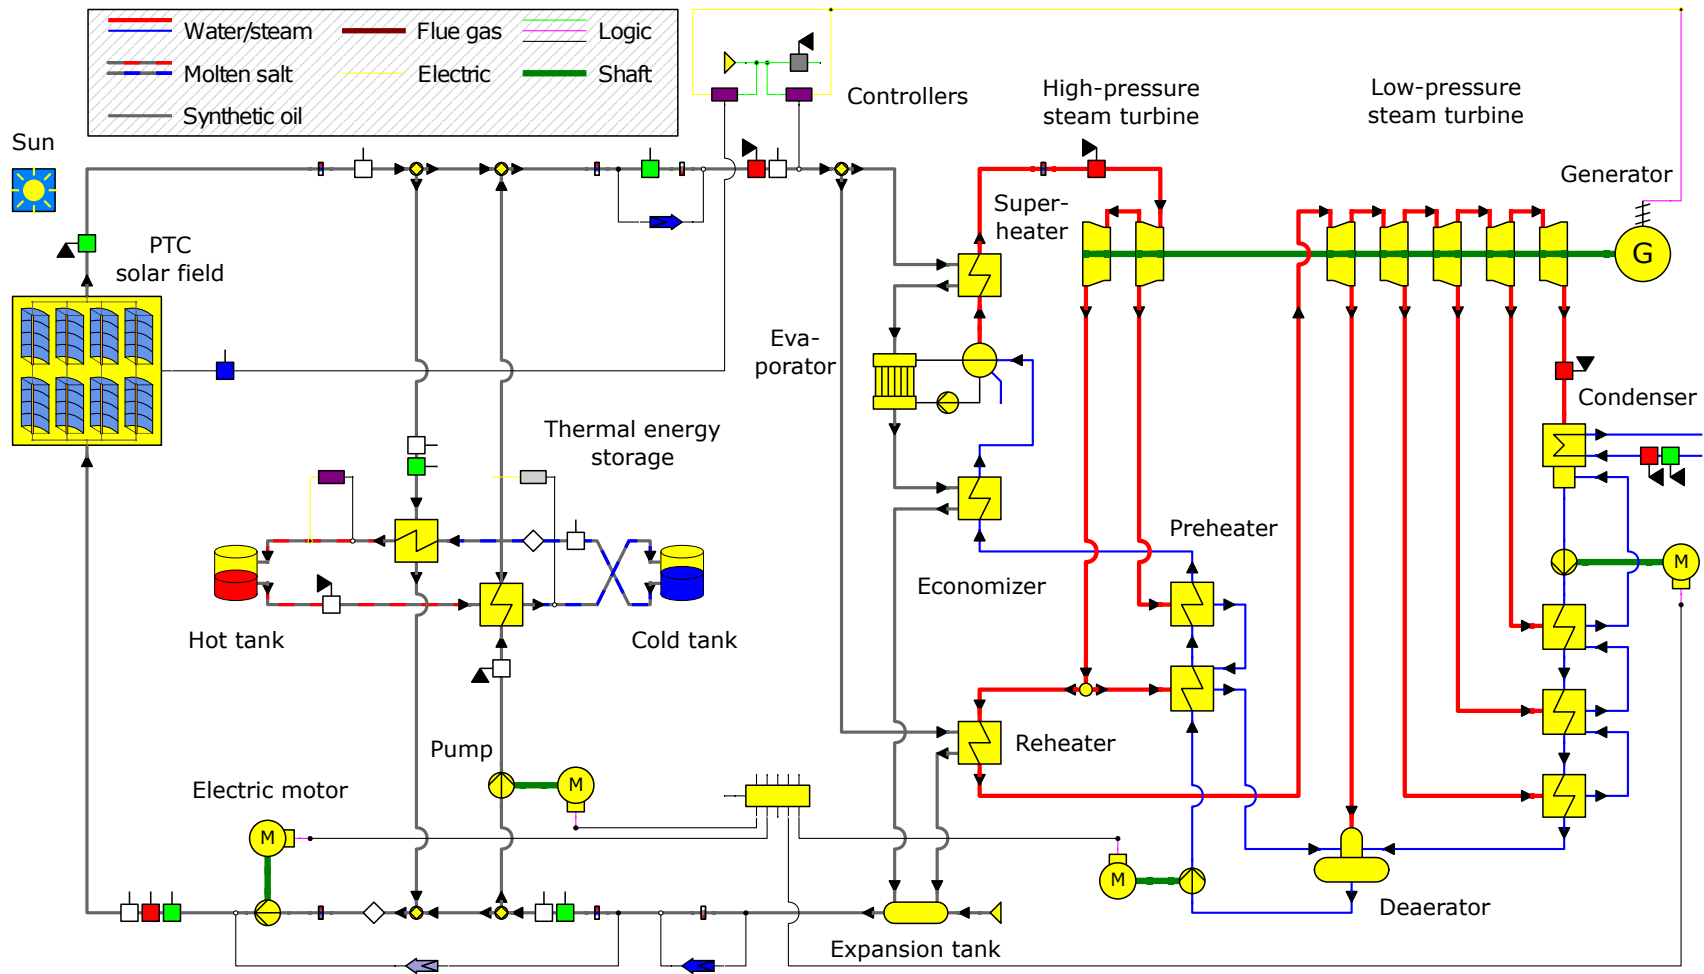 Water/steam
Flue gas
Logic
Molten salt
Electric
Shaft
Synthetic oil
Controllers
High-pressure
steam turbine
Low-pressure
steam turbine
Sun
Generator
Super-
heater
PTC
solar field
G
Eva-
porator
Condenser
Thermal energy
storage
Preheater
M
Economizer
Hot tank
Cold tank
Pump
Reheater
Electric motor
M
M
M
Deaerator
Expansion tank